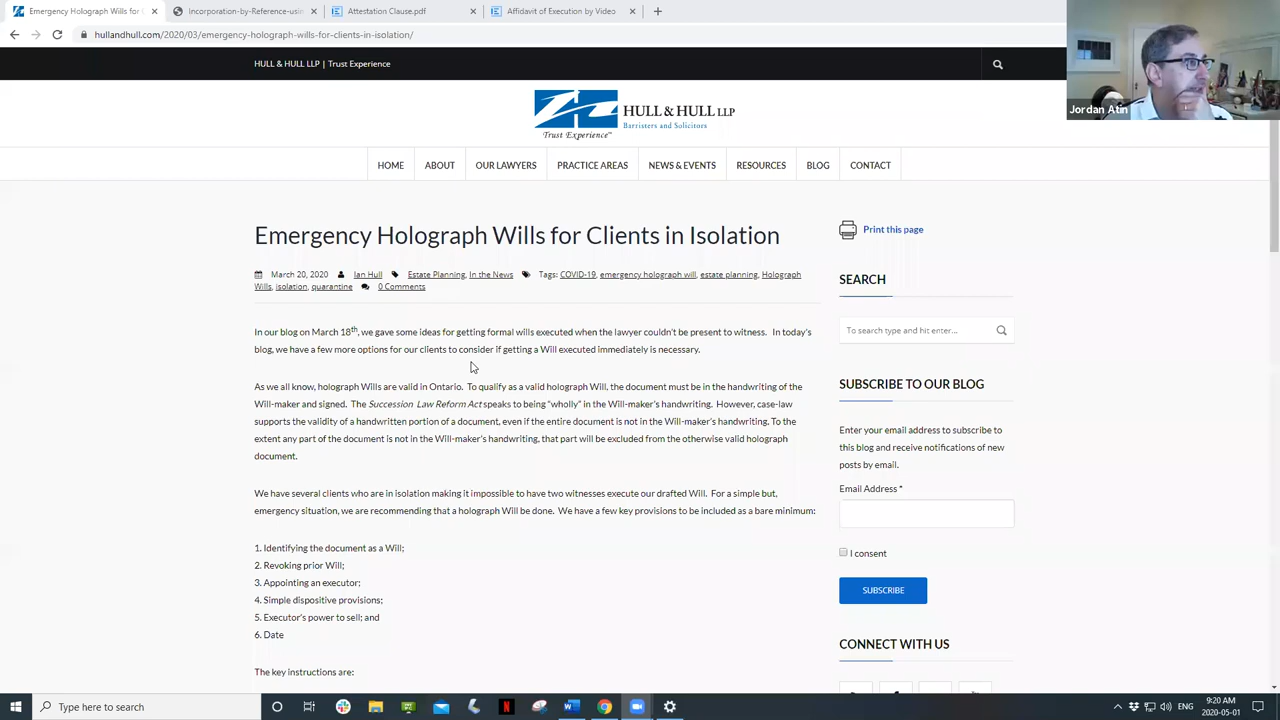 Emergency Holograph Wills for C
Incorporation-by-Reference-usin
Attestation Clause.pdf
Affidavit of Execution by Video
hullandhull.com/2020/03/emergency-holograph-wills-for-clients-in-isolation/
HULL & HULL LLP | Trust Experience
Jordan Atin
HULL & HULL LLP
Barristers and Solicitors
Trust Experience™
HOME
ABOUT
OUR LAWYERS
PRACTICE AREAS
NEWS & EVENTS
RESOURCES
BLOG
CONTACT
Emergency Holograph Wills for Clients in Isolation
March 20, 2020 Ian Hull Estate Planning, In the News Tags: COVID-19, emergency holograph will, estate planning, Holograph
Wills, isolation, quarantine 0 Comments
In our blog on March 18th, we gave some ideas for getting formal wills executed when the lawyer couldn't be present to witness. In today's
blog, we have a few more options for our clients to consider if getting a Will executed immediately is necessary.
As we all know, holograph Wills are valid in Ontario. To qualify as a valid holograph Will, the document must be in the handwriting of the
Will-maker and signed. The Succession Law Reform Act speaks to being "wholly" in the Will-maker's handwriting. However, case-law
supports the validity of a handwritten portion of a document, even if the entire document is not in the Will-maker's handwriting. To the
extent any part of the document is not in the Will-maker's handwriting, that part will be excluded from the otherwise valid holograph
document.
We have several clients who are in isolation making it impossible to have two witnesses execute our drafted Will. For a simple but,
emergency situation, we are recommending that a holograph Will be done. We have a few key provisions to be included as a bare minimum:
1. Identifying the document as a Will;
2. Revoking prior Will;
3. Appointing an executor;
4. Simple dispositive provisions;
5. Executor's power to sell; and
6. Date
The key instructions are:
Print this page
SEARCH
To search type and hit enter...
SUBSCRIBE TO OUR BLOG
Enter your email address to subscribe to
this blog and receive notifications of new
posts by email.
Email Address *
I consent
SUBSCRIBE
CONNECT WITH US
Type here to search
ENG
9:20 AM
2020-05-01